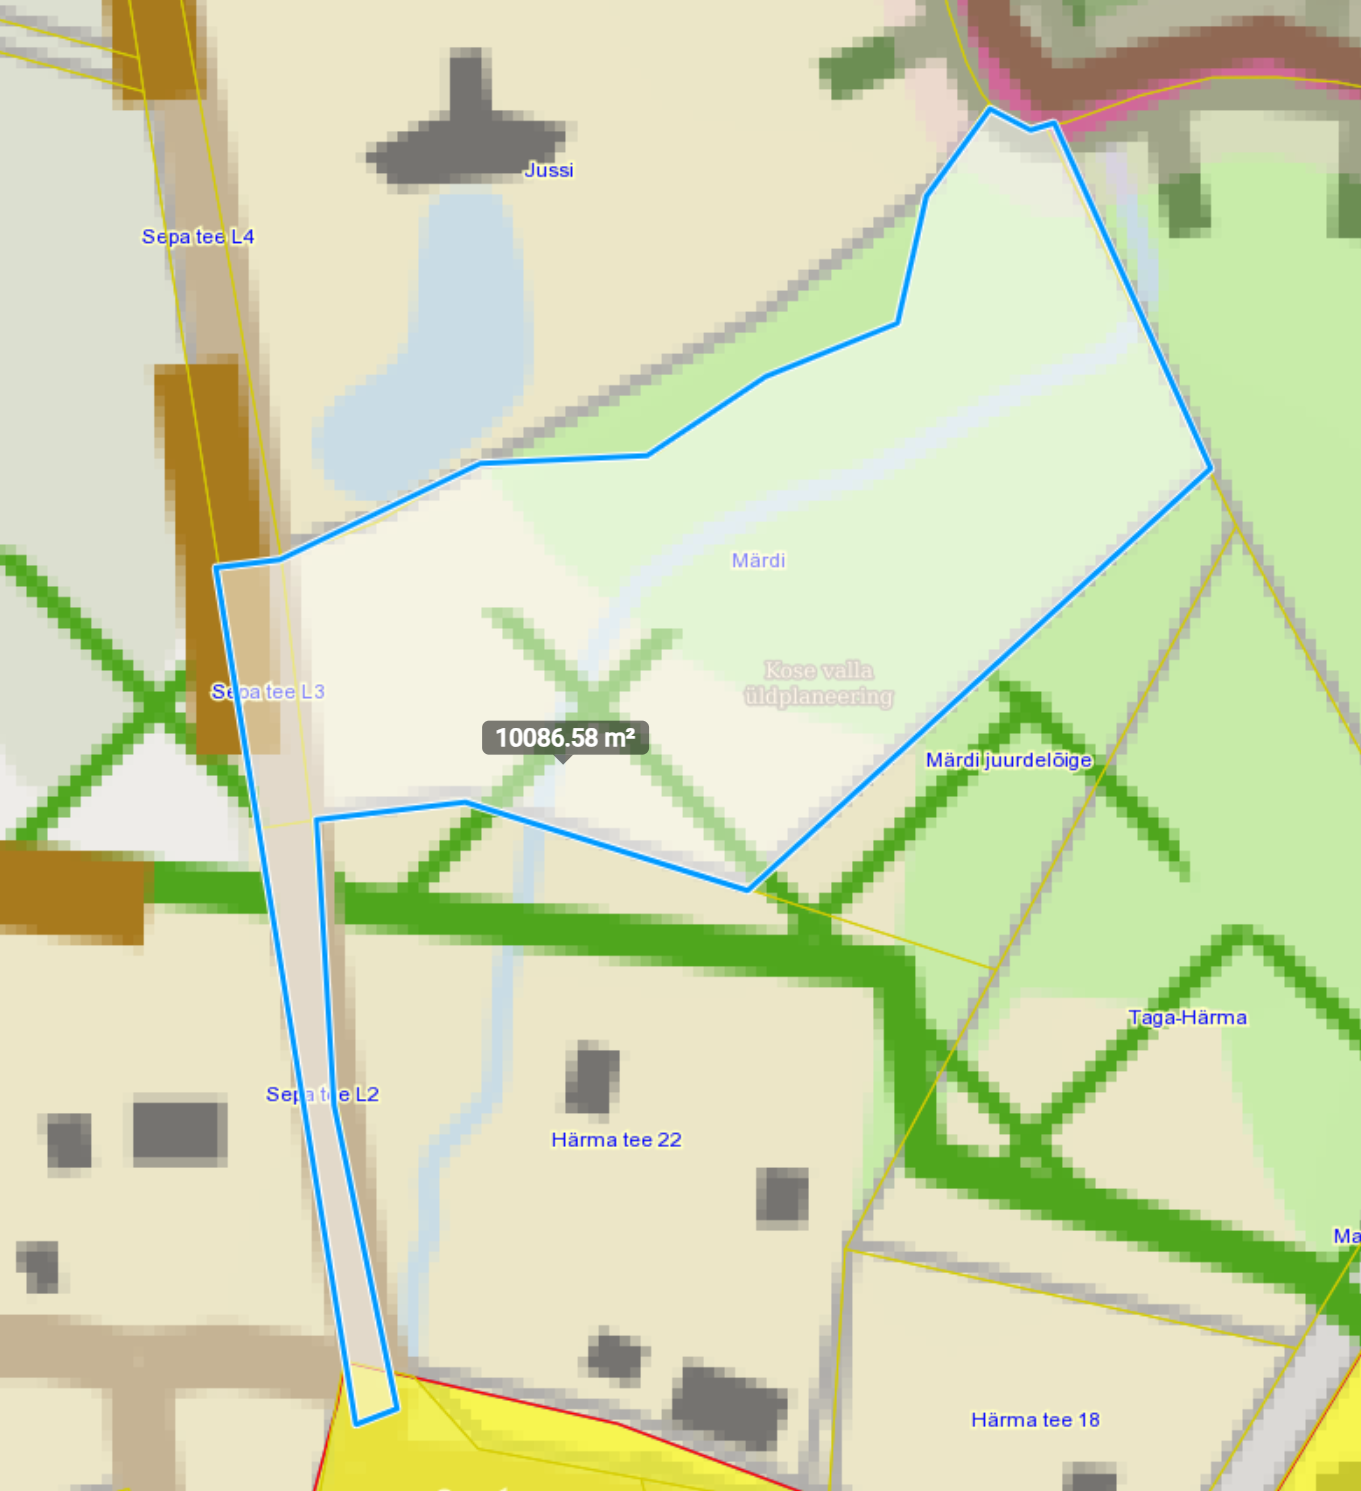 Jussi
Sepa tee L4
Märdi
Kose valla
üldplaneering
Sepa tee L3
10086.58 m²
Märdi juurdelõige
Taga-Härma
Sepa tee L2
Härma tee 22
Ma
Härma tee 18